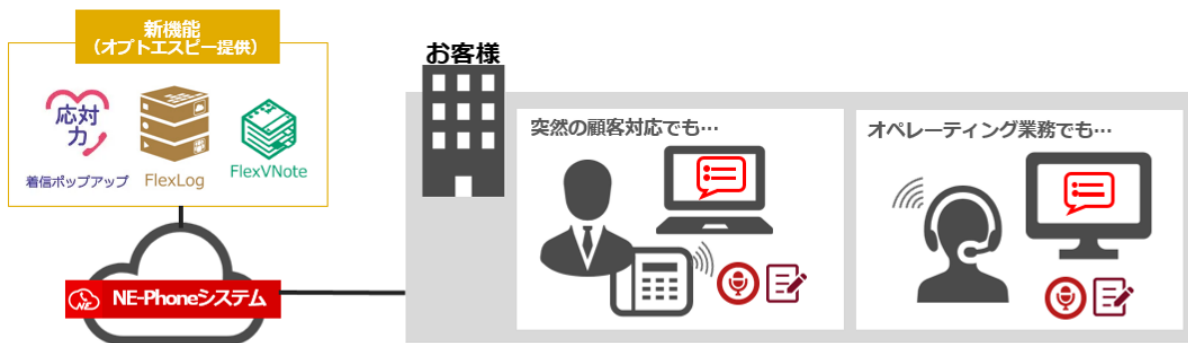 新機能
（オプトエスピー提供）
応対
力
着信ポップアップ
FlexLog
FlexVNote
NE
NE-Phoneシステム
お客様
突然の顧客対応でも…
オペレーティング業務でも…